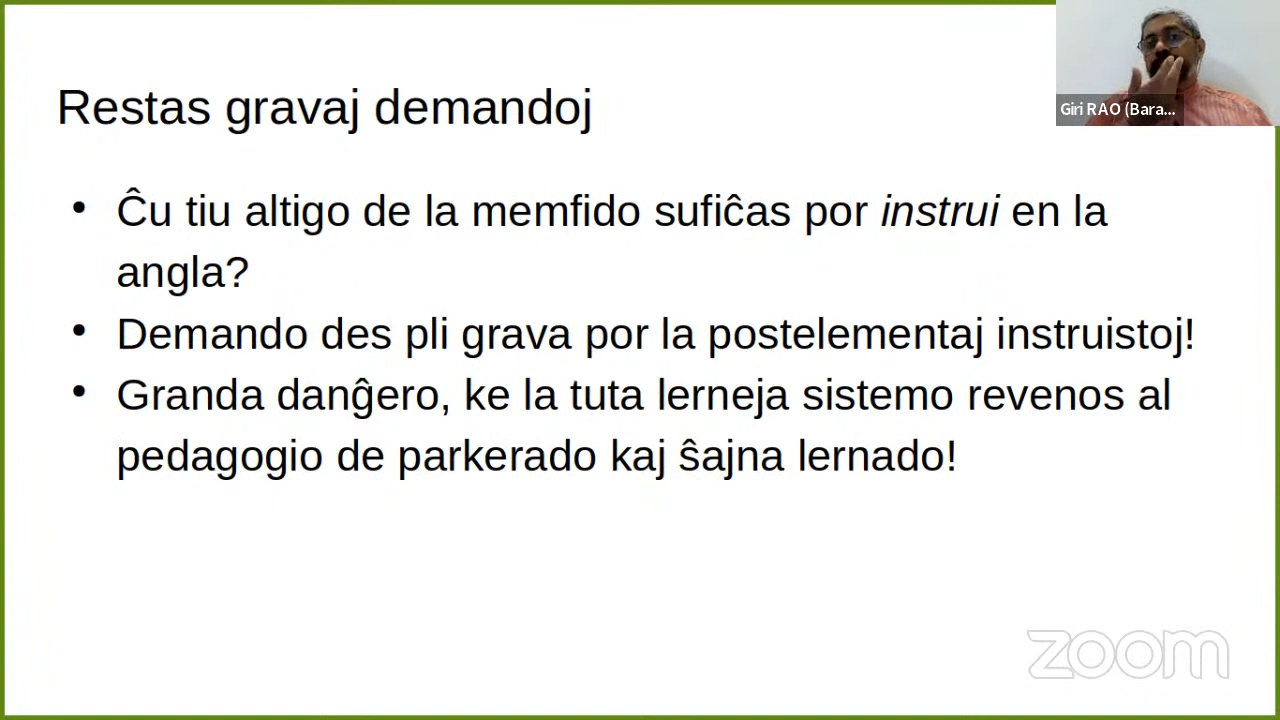 Restas gravaj demandoj
Giri RAO (Bara...
• Ĉu tiu altigo de la memfido sufiĉas por instrui en la
angla?
• Demando des pli grava por la postelementaj instruistoj!
• Granda danĝero, ke la tuta lerneja sistemo revenos al
pedagogio de parkerado kaj ŝajna lernado!
zoom